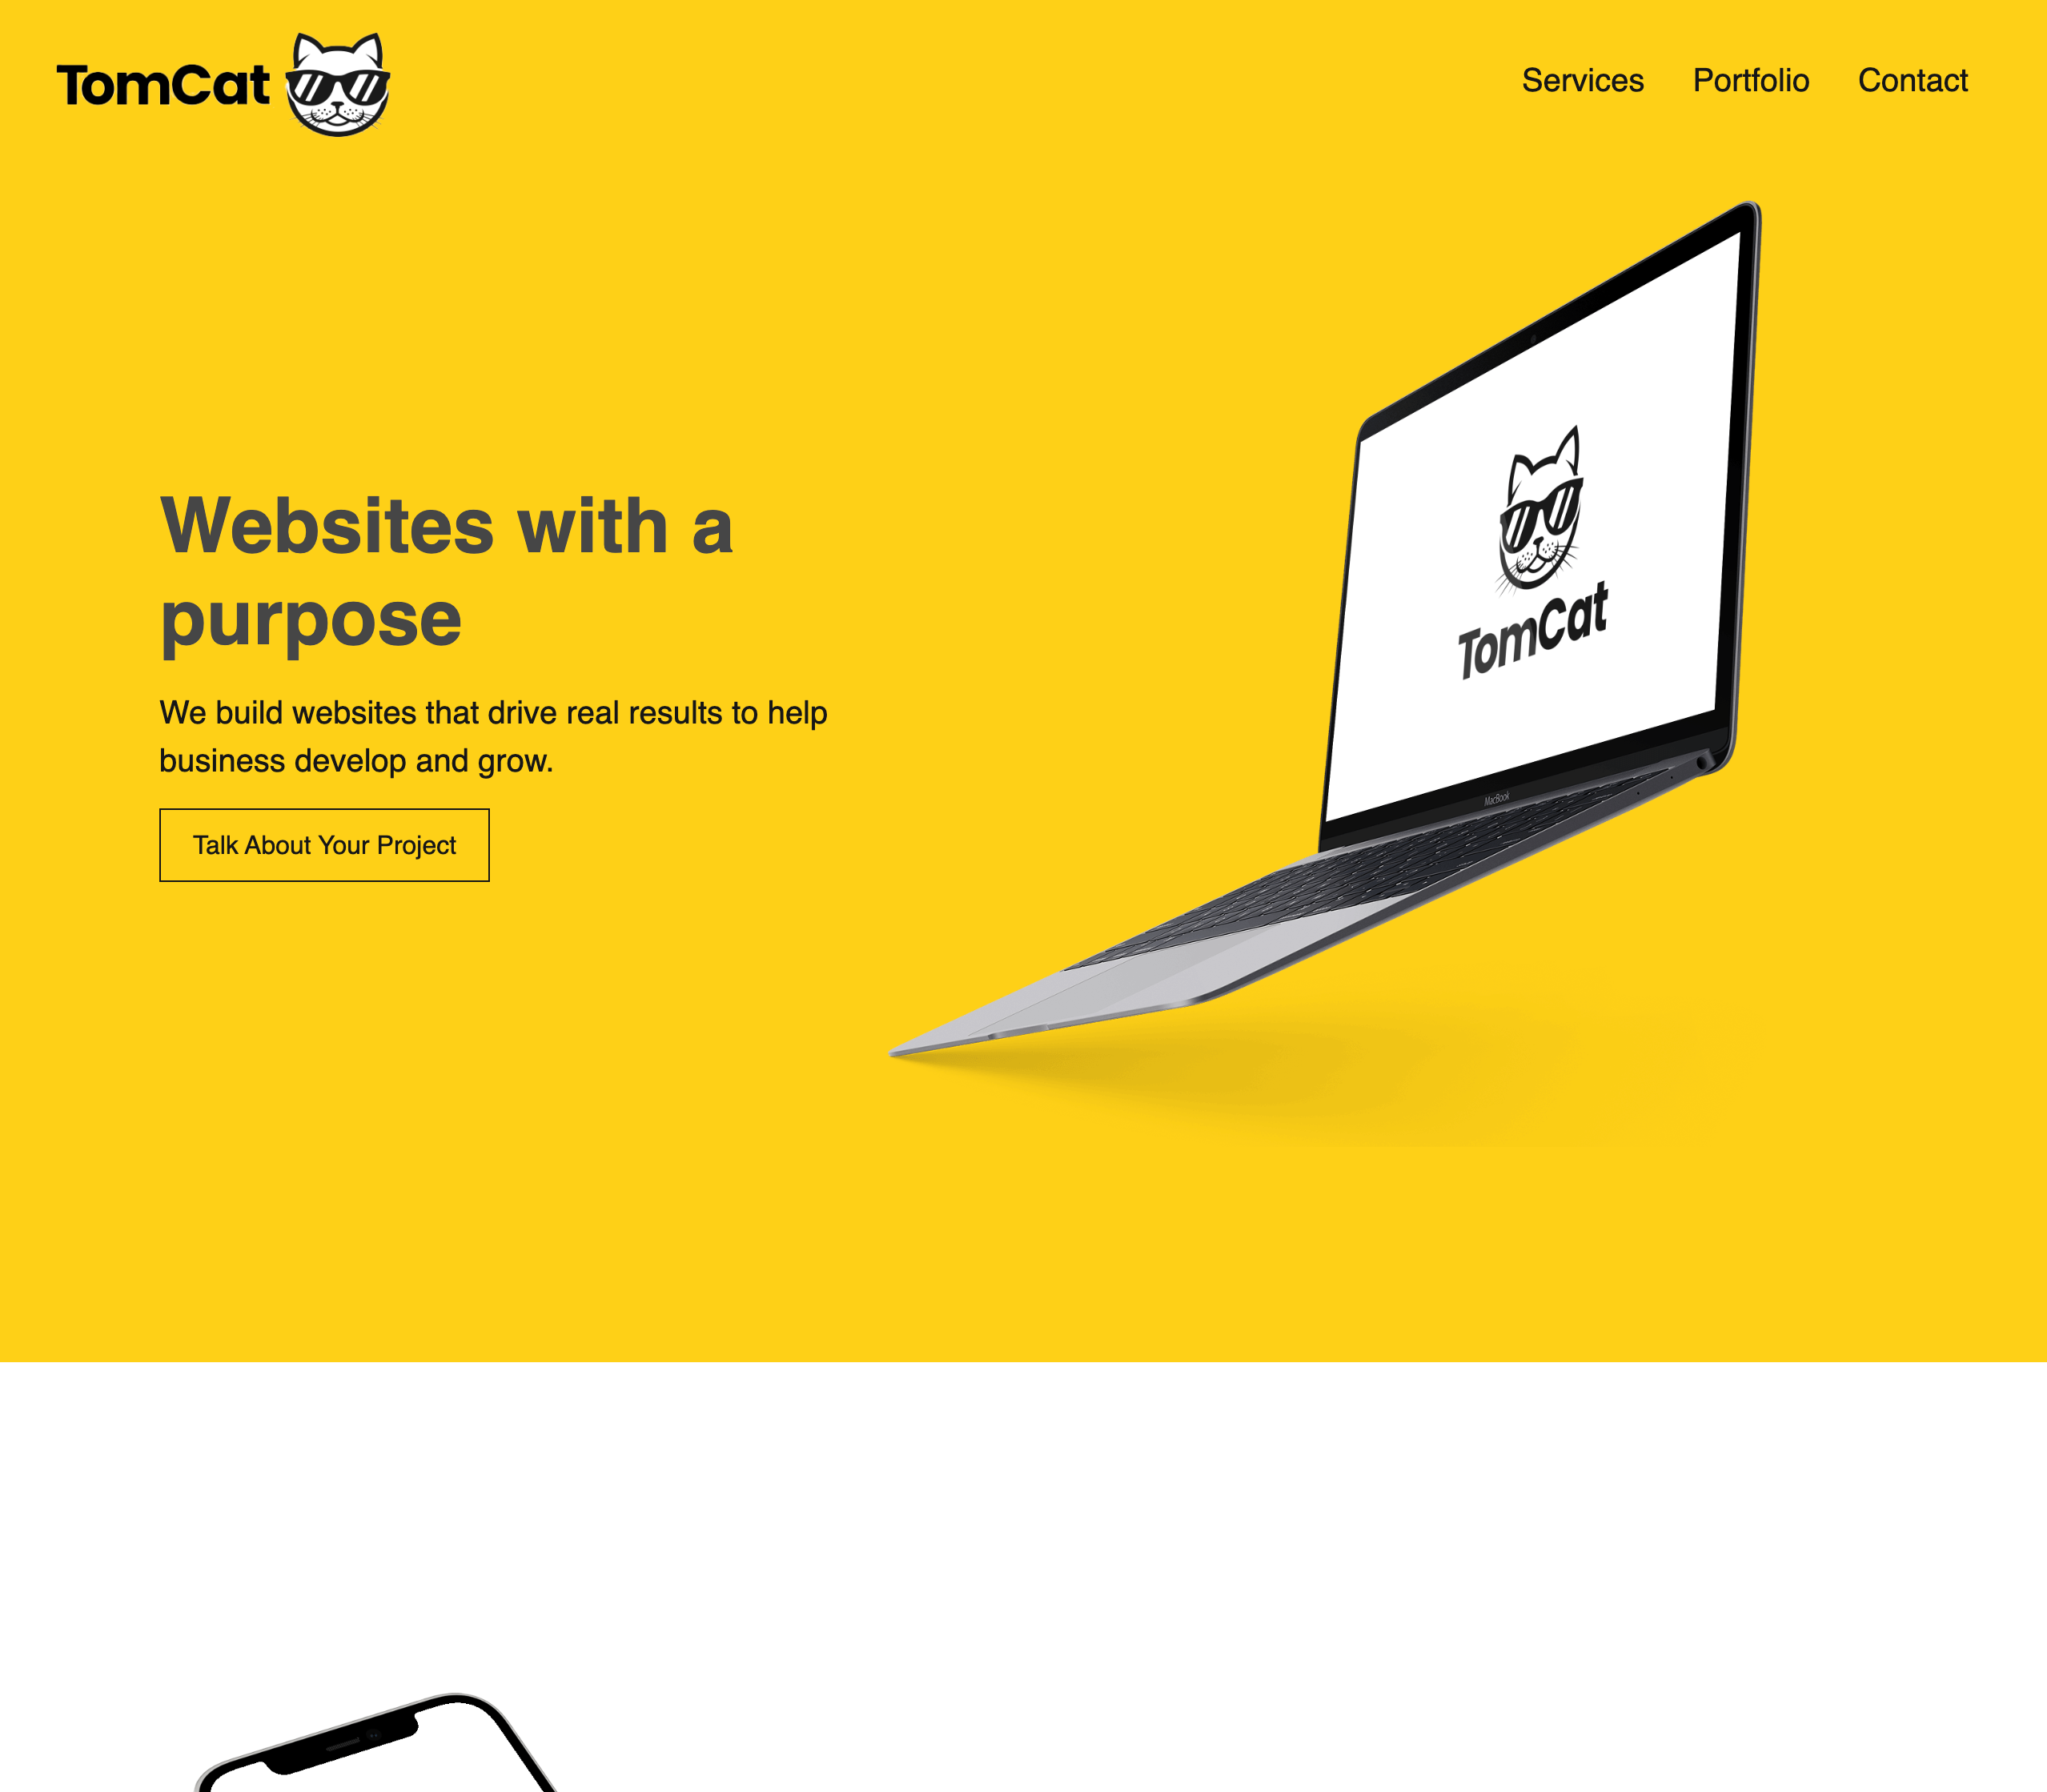 TomCat
Services Portfolio Contact
Websites with a
purpose
We build websites that drive real results to help
business develop and grow.
Talk About Your Project
TomCat
MacBook